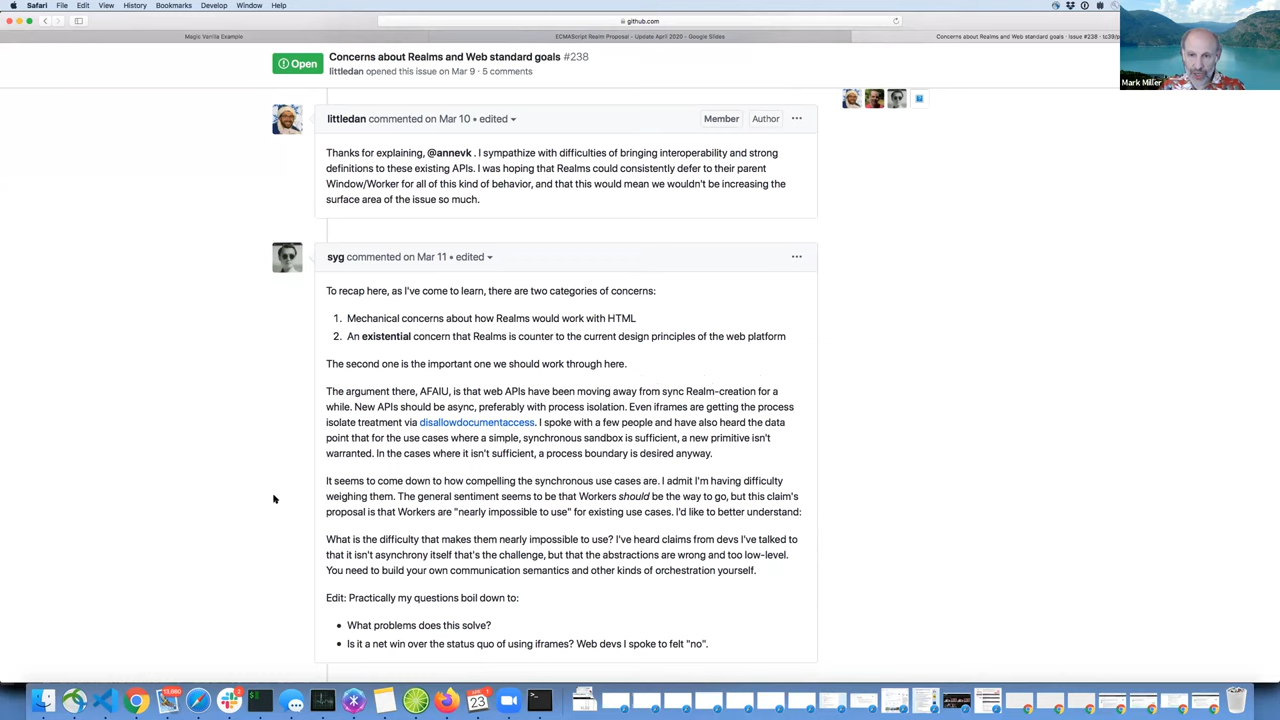 Safari File Edit View History Bookmarks Develop Window Help
github.com
Magic Vanilla Example
ECMAScript Realm Proposal - Update April 2020 - Google Slides
Concerns about Realms and Web standard goals · Issue #238 · tc39/p
Mark Miller
Open
Concerns about Realms and Web standard goals #238
littledan opened this issue on Mar 9 · 5 comments
littledan commented on Mar 10 • edited
Member
Author
Thanks for explaining, @annevk . I sympathize with difficulties of bringing interoperability and strong
definitions to these existing APIs. I was hoping that Realms could consistently defer to their parent
Window/Worker for all of this kind of behavior, and that this would mean we wouldn't be increasing the
surface area of the issue so much.
syg commented on Mar 11 • edited
To recap here, as I've come to learn, there are two categories of concerns:
1. Mechanical concerns about how Realms would work with HTML
2. An existential concern that Realms is counter to the current design principles of the web platform
The second one is the important one we should work through here.
The argument there, AFAIU, is that web APIs have been moving away from sync Realm-creation for a
while. New APIs should be async, preferably with process isolation. Even iframes are getting the process
isolate treatment via disallowdocumentaccess. I spoke with a few people and have also heard the data
point that for the use cases where a simple, synchronous sandbox is sufficient, a new primitive isn't
warranted. In the cases where it isn't sufficient, a process boundary is desired anyway.
It seems to come down to how compelling the synchronous use cases are. I admit I'm having difficulty
weighing them. The general sentiment seems to be that Workers should be the way to go, but this claim's
proposal is that Workers are "nearly impossible to use" for existing use cases. I'd like to better understand:
What is the difficulty that makes them nearly impossible to use? I've heard claims from devs I've talked to
that it isn't asynchrony itself that's the challenge, but that the abstractions are wrong and too low-level.
You need to build your own communication semantics and other kinds of orchestration yourself.
Edit: Practically my questions boil down to:
• What problems does this solve?
• Is it a net win over the status quo of using iframes? Web devs I spoke to felt "no".